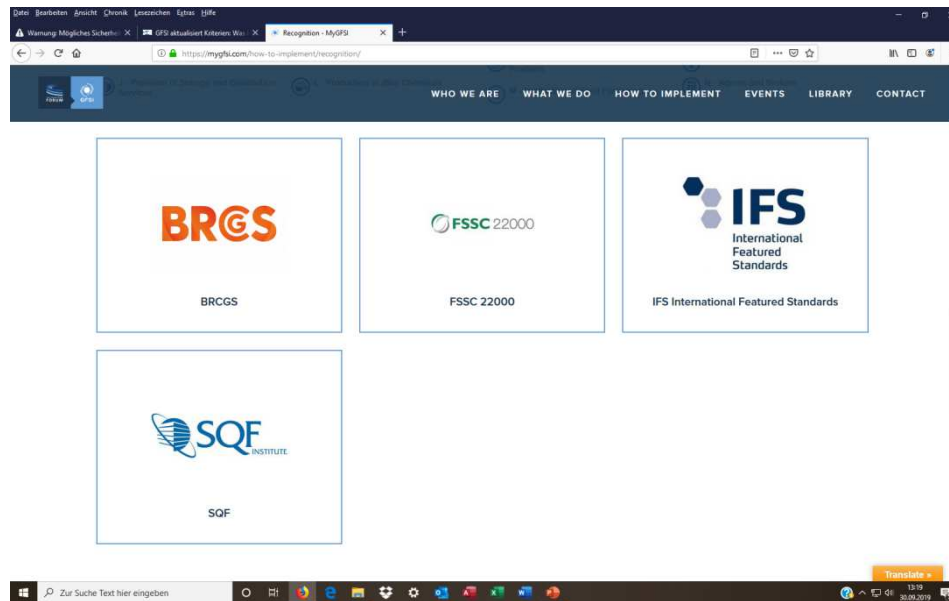 Datei Bearbeiten Ansicht Chronik Lesezeichen Extras Hilfe
Warnung: Mögliches Sicherhei
GFSI aktualisiert Kriterien: Was
Recognition - MyGFSI
https://mygfsi.com/how-to-implement/recognition/
FORUM
GFSI
WHO WE ARE
WHAT WE DO
HOW TO IMPLEMENT
EVENTS
LIBRARY
CONTACT
BRCGS
FSSC 22000
IFS
International
Featured
Standards
BRCGS
FSSC 22000
IFS International Featured Standards
SQF
INSTITUTE
SQF
Translate »
Zur Suche Text hier eingeben
13:19
30.09.2019